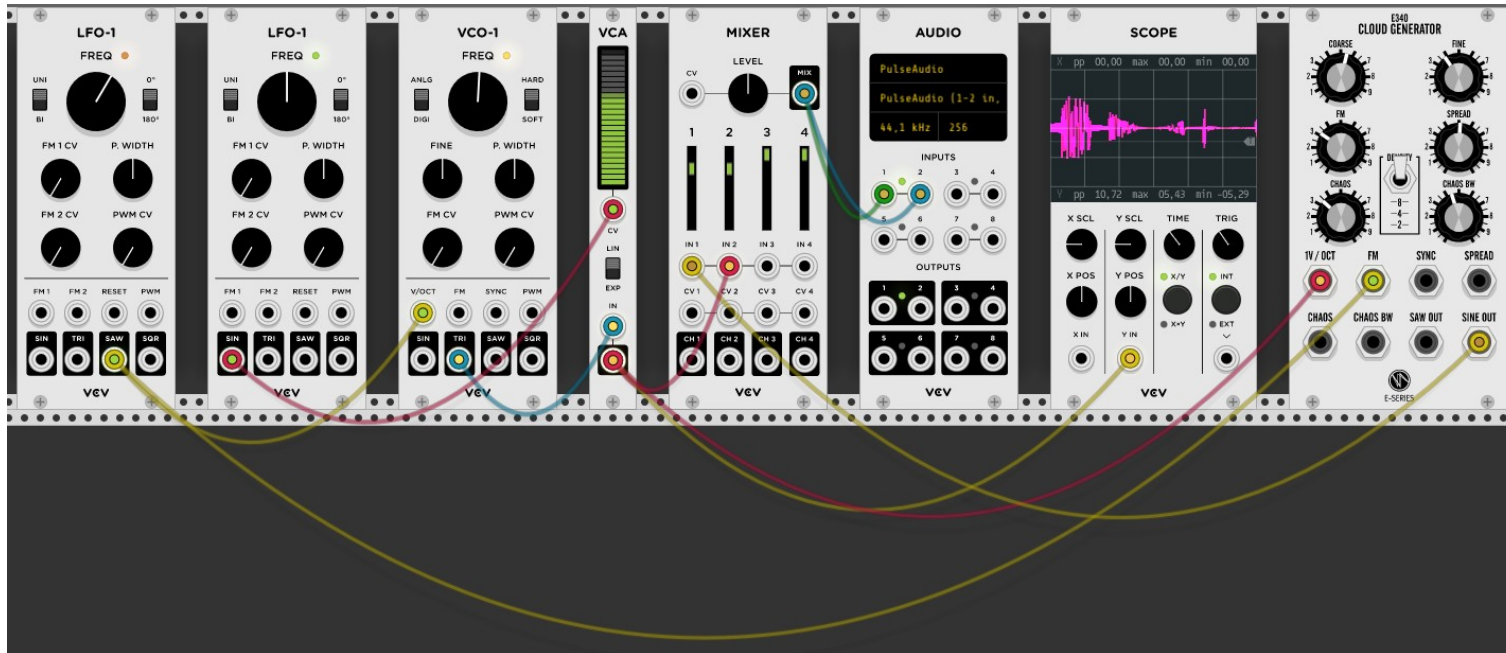 LFO-1
FREQ
UNI
0°
BI
180°
FM 1 CV P. WIDTH
FM 2 CV PWM CV
FM 1 FM 2 RESET PWM
SIN TRI SAW SQR
VCV
LFO-1
FREQ
UNI
0°
BI
180°
FM 1 CV P. WIDTH
FM 2 CV PWM CV
FM 1 FM 2 RESET PWM
SIN TRI SAW SQR
VCV
VCO-1
FREQ
ANLG HARD
DIGI SOFT
FINE P. WIDTH
FM CV PWM CV
V/OCT FM SYNC PWM
SIN TRI SAW SQR
VCV
VCA
CV
LIN
EXP
IN
MIXER
LEVEL
CV MIX
1 2 3 4
IN 1 IN 2 IN 3 IN 4
CV 1 CV 2 CV 3 CV 4
CH 1 CH 2 CH 3 CH 4
VCV
AUDIO
PulseAudio
PulseAudio (1-2 in,
44,1 kHz 256
INPUTS
1 2 3 4
5 6 7 8
OUTPUTS
1 2 3 4
5 6 7 8
VCV
SCOPE
X pp 00,00 max 00,00 min 00,00
Y pp 10,72 max 05,43 min -05,29
X SCL Y SCL TIME TRIG
X POS Y POS X/Y INT
X×Y EXT
X IN Y IN
VCV
E340
CLOUD GENERATOR
COARSE FINE
FM SPREAD
DENSITY
CHAOS CHAOS BW
8
4
2
1V / OCT FM SYNC SPREAD
CHAOS CHAOS BW SAW OUT SINE OUT
E-SERIES